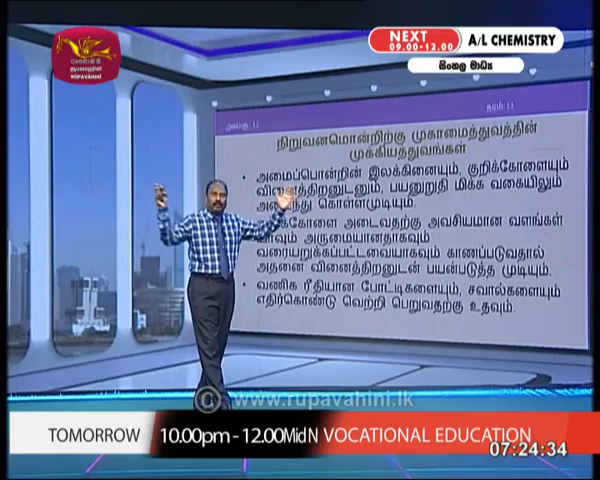 NEXT
09.00-12.00
A/L CHEMISTRY
සිංහල මාධ්‍ය
RUPAVAHINI
அலகு: 12
தரம்: 13
நிறுவனமொன்றிற்கு முகாமைத்துவத்தின்
முக்கியத்துவங்கள்
• அமைப்பொன்றின் இலக்கினையும், குறிக்கோளையும்
வினைத்திறனுடனும், பயனுறுதி மிக்க வகையிலும்
கொள்ளமுடியும்.
அடைவதற்கு அவசியமான வளங்கள்
யாவும் அருமையானதாகவும்
வரையறுக்கப்பட்டவையாகவும் காணப்படுவதால்
அதனை வினைத்திறனுடன் பயன்படுத்த முடியும்.
• வணிக ரீதியான போட்டிகளையும், சவால்களையும்
எதிர்கொண்டு வெற்றி பெறுவதற்கு உதவும்.
www.rupavahini.lk
TOMORROW 10.00pm - 12.00MidN VOCATIONAL EDUCATION
07:24:34